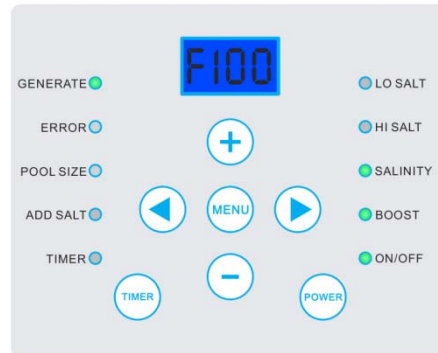 F100
GENERATE
ERROR
POOL SIZE
ADD SALT
TIMER
LO SALT
HI SALT
SALINITY
BOOST
ON/OFF
+
MENU
−
TIMER
POWER